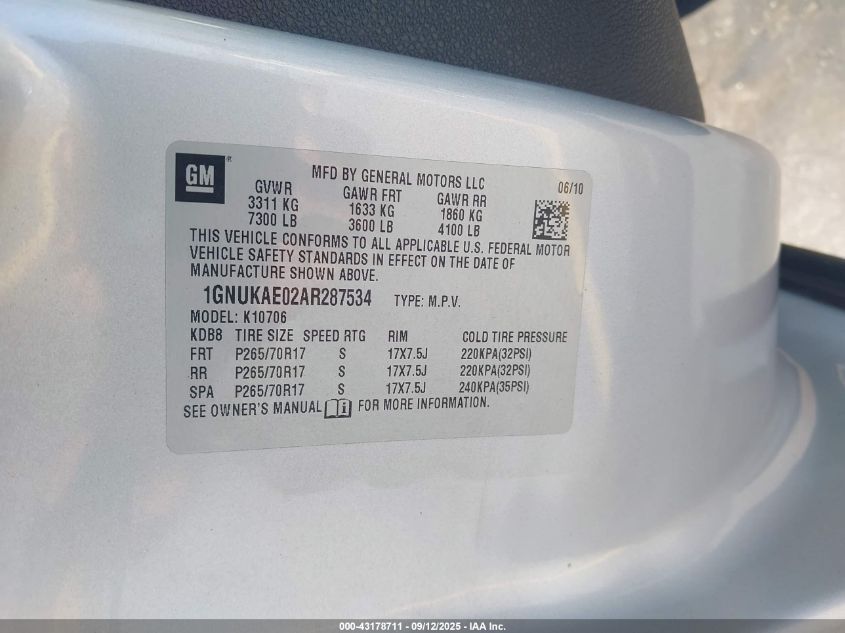 GM ®
MFD BY GENERAL MOTORS LLC 06/10
GVWR GAWR FRT GAWR RR
3311 KG 1633 KG 1860 KG
7300 LB 3600 LB 4100 LB
THIS VEHICLE CONFORMS TO ALL APPLICABLE U.S. FEDERAL MOTOR
VEHICLE SAFETY STANDARDS IN EFFECT ON THE DATE OF
MANUFACTURE SHOWN ABOVE.
1GNUKAE02AR287534 TYPE: M.P.V.
MODEL: K10706
KDB8 TIRE SIZE SPEED RTG RIM COLD TIRE PRESSURE
FRT P265/70R17 S 17X7.5J 220KPA(32PSI)
RR P265/70R17 S 17X7.5J 220KPA(32PSI)
SPA P265/70R17 S 17X7.5J 240KPA(35PSI)
SEE OWNER'S MANUAL i FOR MORE INFORMATION.
000-43178711 - 09/12/2025 - IAA Inc.